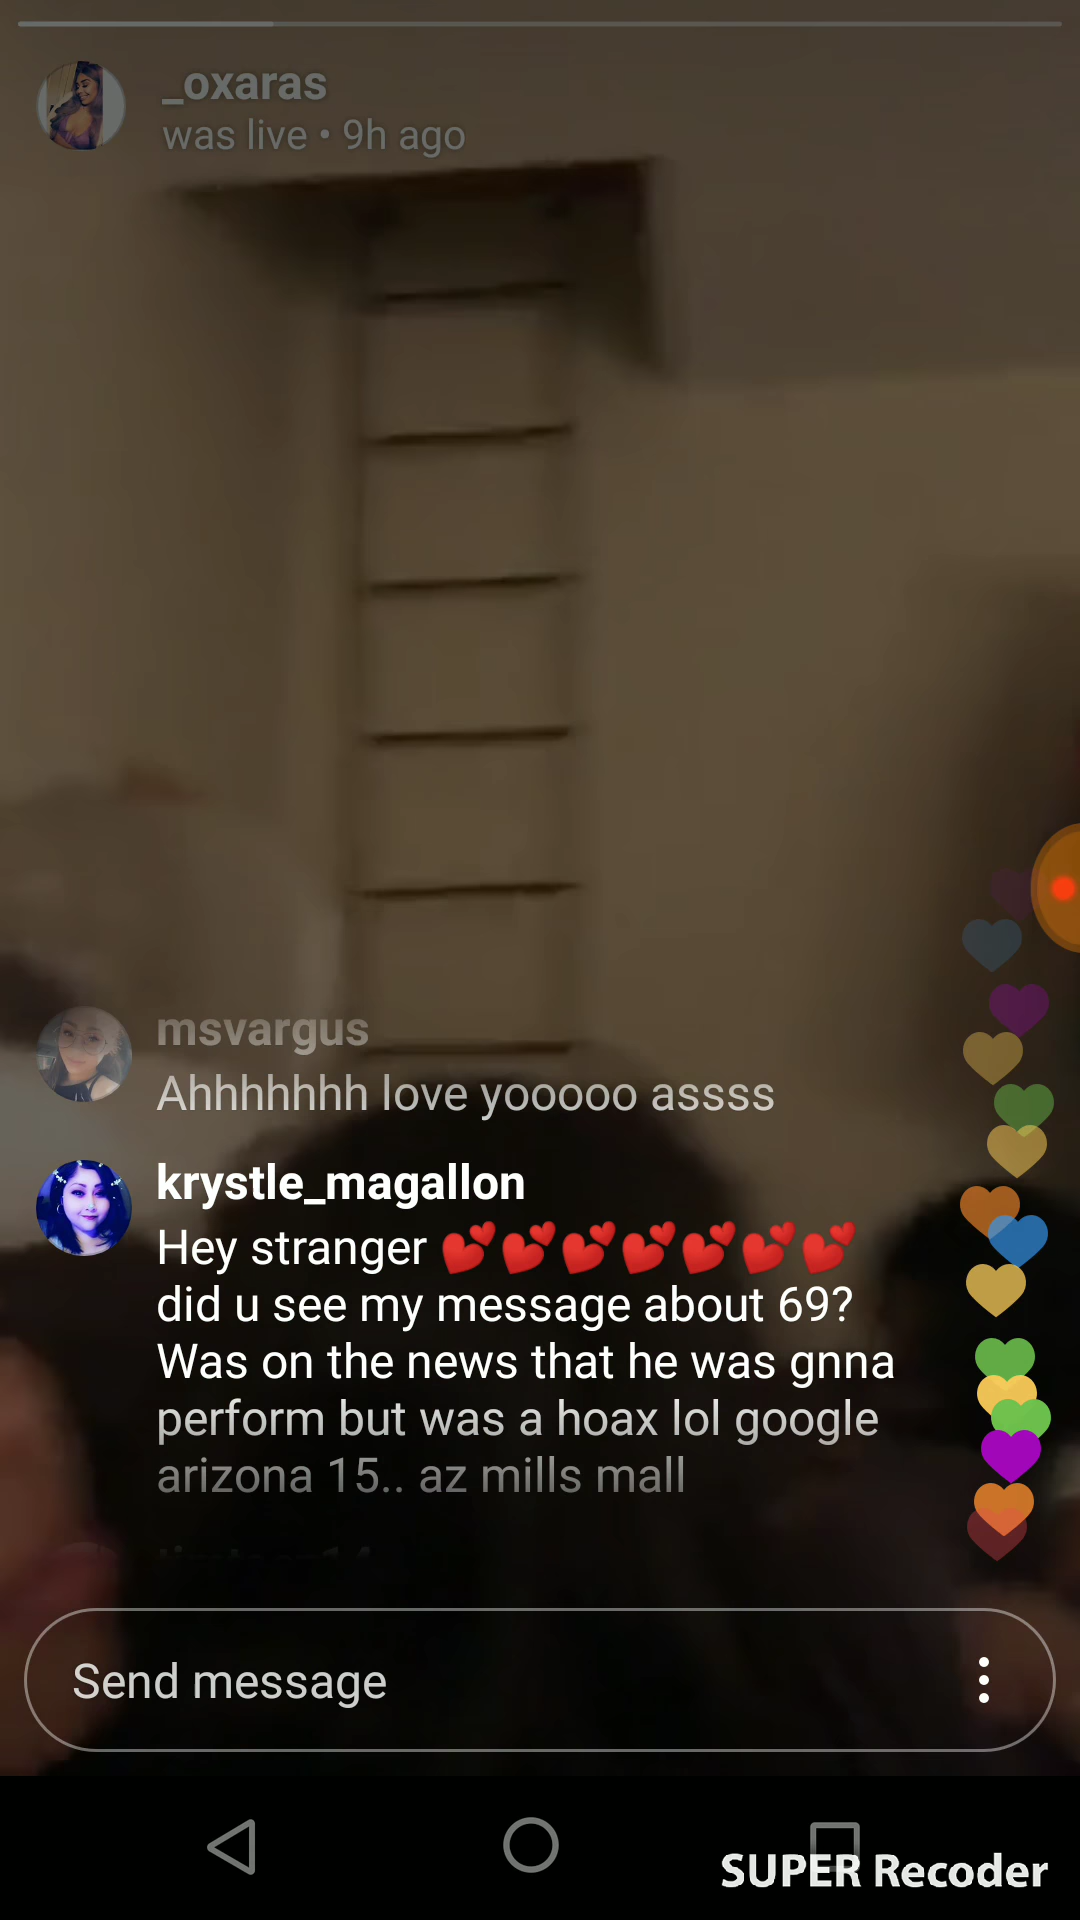 _oxaras
was live • 9h ago
msvargus
Ahhhhhhh love yooooo assss
krystle_magallon
Hey stranger 💕💕💕💕💕💕💕
did u see my message about 69?
Was on the news that he was gnna
perform but was a hoax lol google
arizona 15.. az mills mall
Send message
SUPER Recoder